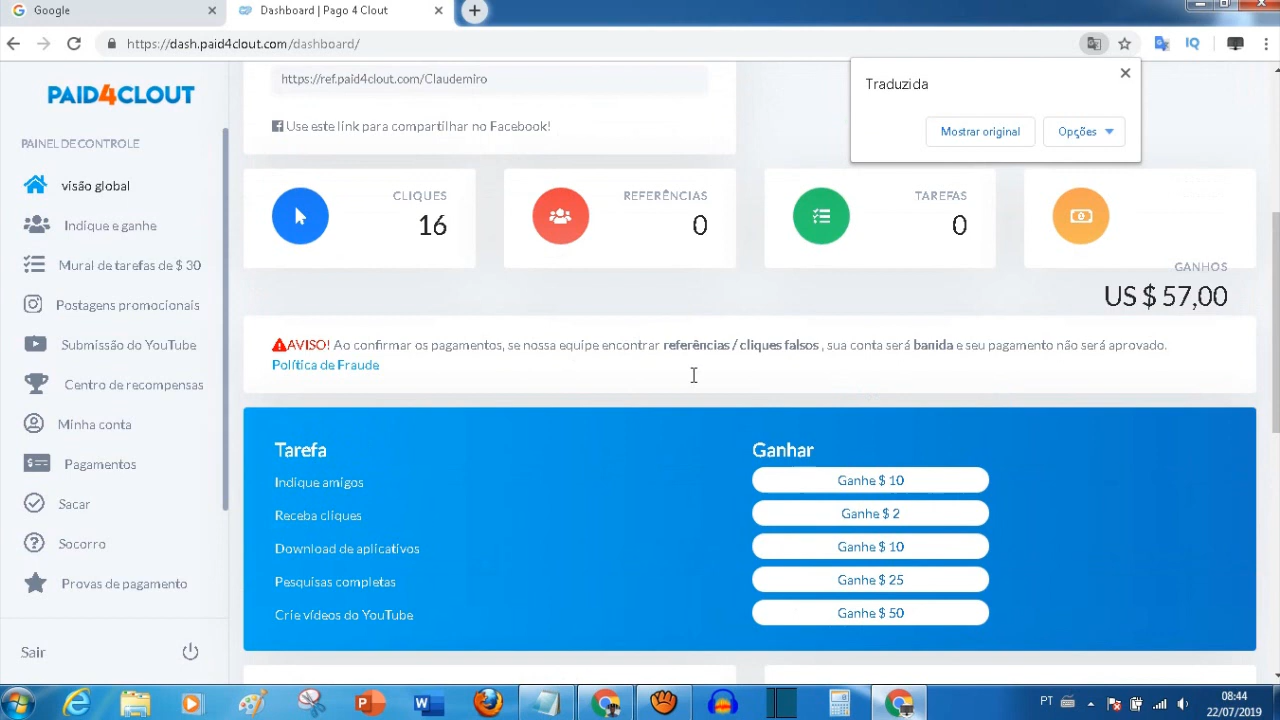 Google
Dashboard | Pago 4 Clout
https://dash.paid4clout.com/dashboard/
Traduzida
Mostrar original
Opções
PAID4CLOUT
PAINEL DE CONTROLE
visão global
Indique e ganhe
Mural de tarefas de $ 30
Postagens promocionais
Submissão do YouTube
Centro de recompensas
Minha conta
Pagamentos
Sacar
Socorro
Provas de pagamento
Sair
https://ref.paid4clout.com/Claudemiro
Use este link para compartilhar no Facebook!
CLIQUES
16
REFERÊNCIAS
0
TAREFAS
0
GANHOS
US $ 57,00
AVISO! Ao confirmar os pagamentos, se nossa equipe encontrar referências / cliques falsos , sua conta será banida e seu pagamento não será aprovado.
Política de Fraude
Tarefa Ganhar
Indique amigos Ganhe $ 10
Receba cliques Ganhe $ 2
Download de aplicativos Ganhe $ 10
Pesquisas completas Ganhe $ 25
Crie vídeos do YouTube Ganhe $ 50
PT
08:44
22/07/2019